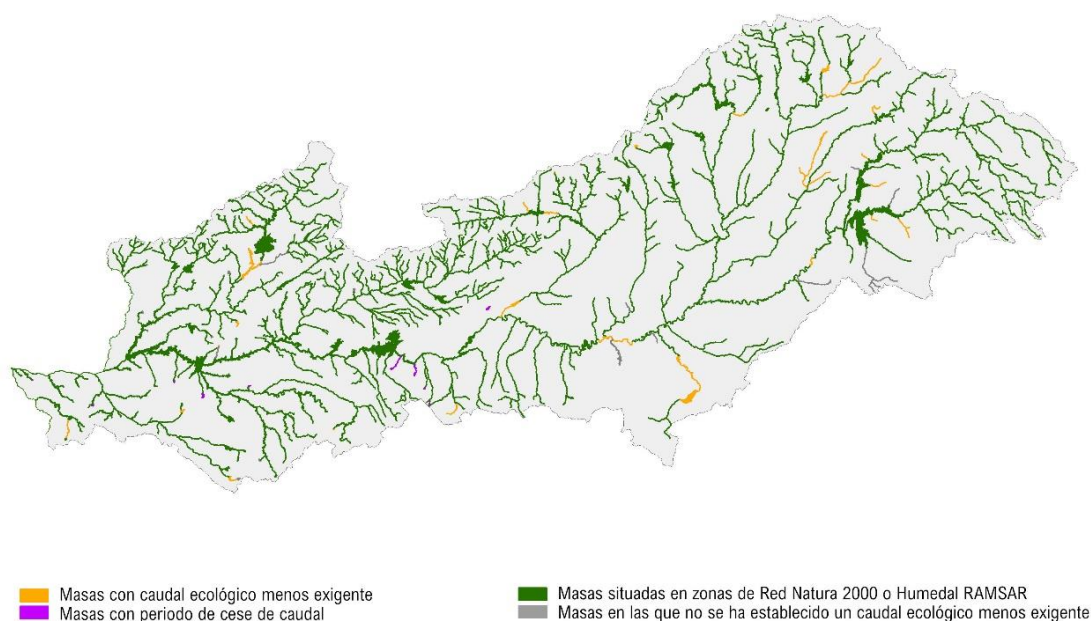 Masas con caudal ecológico menos exigente
Masas con periodo de cese de caudal
Masas situadas en zonas de Red Natura 2000 o Humedal RAMSAR
Masas en las que no se ha establecido un caudal ecológico menos exigente